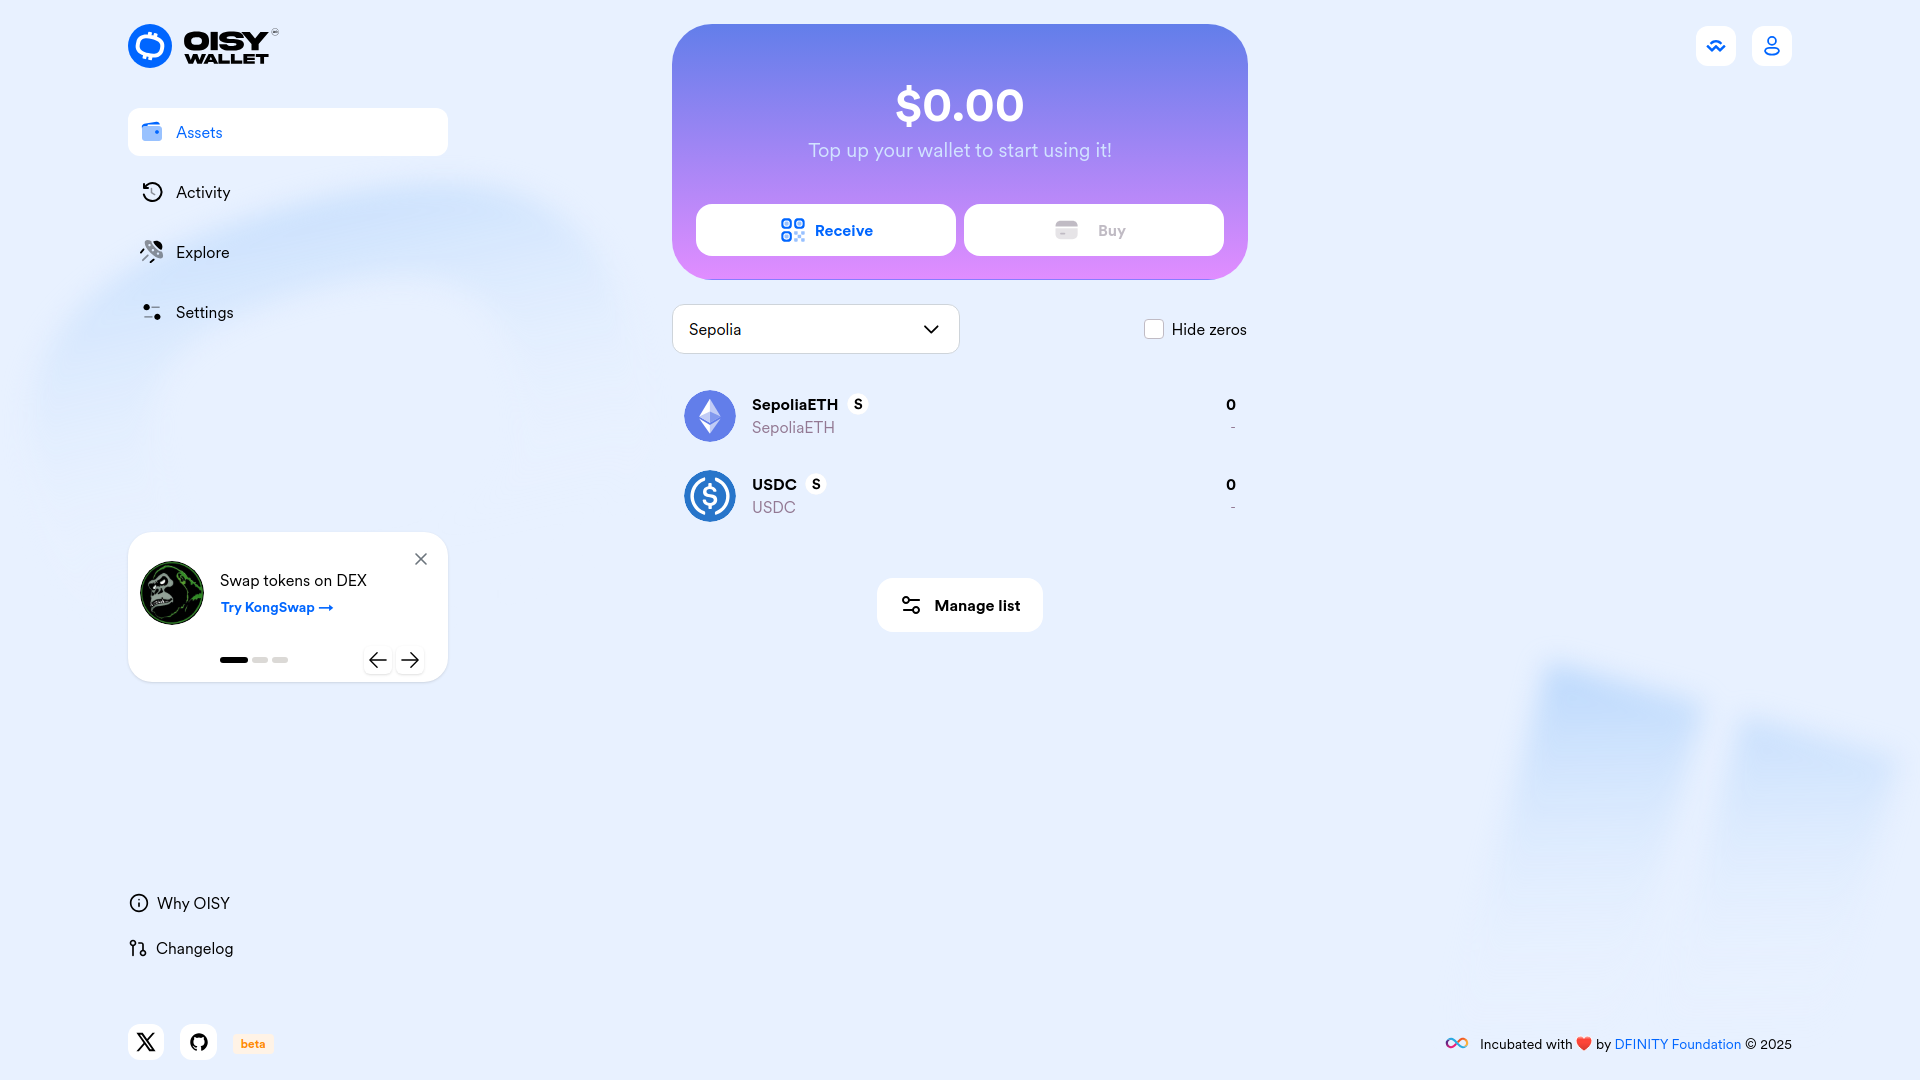 OISY
WALLET
Assets
Activity
Explore
Settings
$0.00
Top up your wallet to start using it!
Receive
Buy
Sepolia
Hide zeros
SepoliaETH S
0
SepoliaETH
-
USDC S
0
USDC
-
Manage list
Swap tokens on DEX
Try KongSwap →
Why OISY
Changelog
beta
Incubated with ❤️ by DFINITY Foundation © 2025